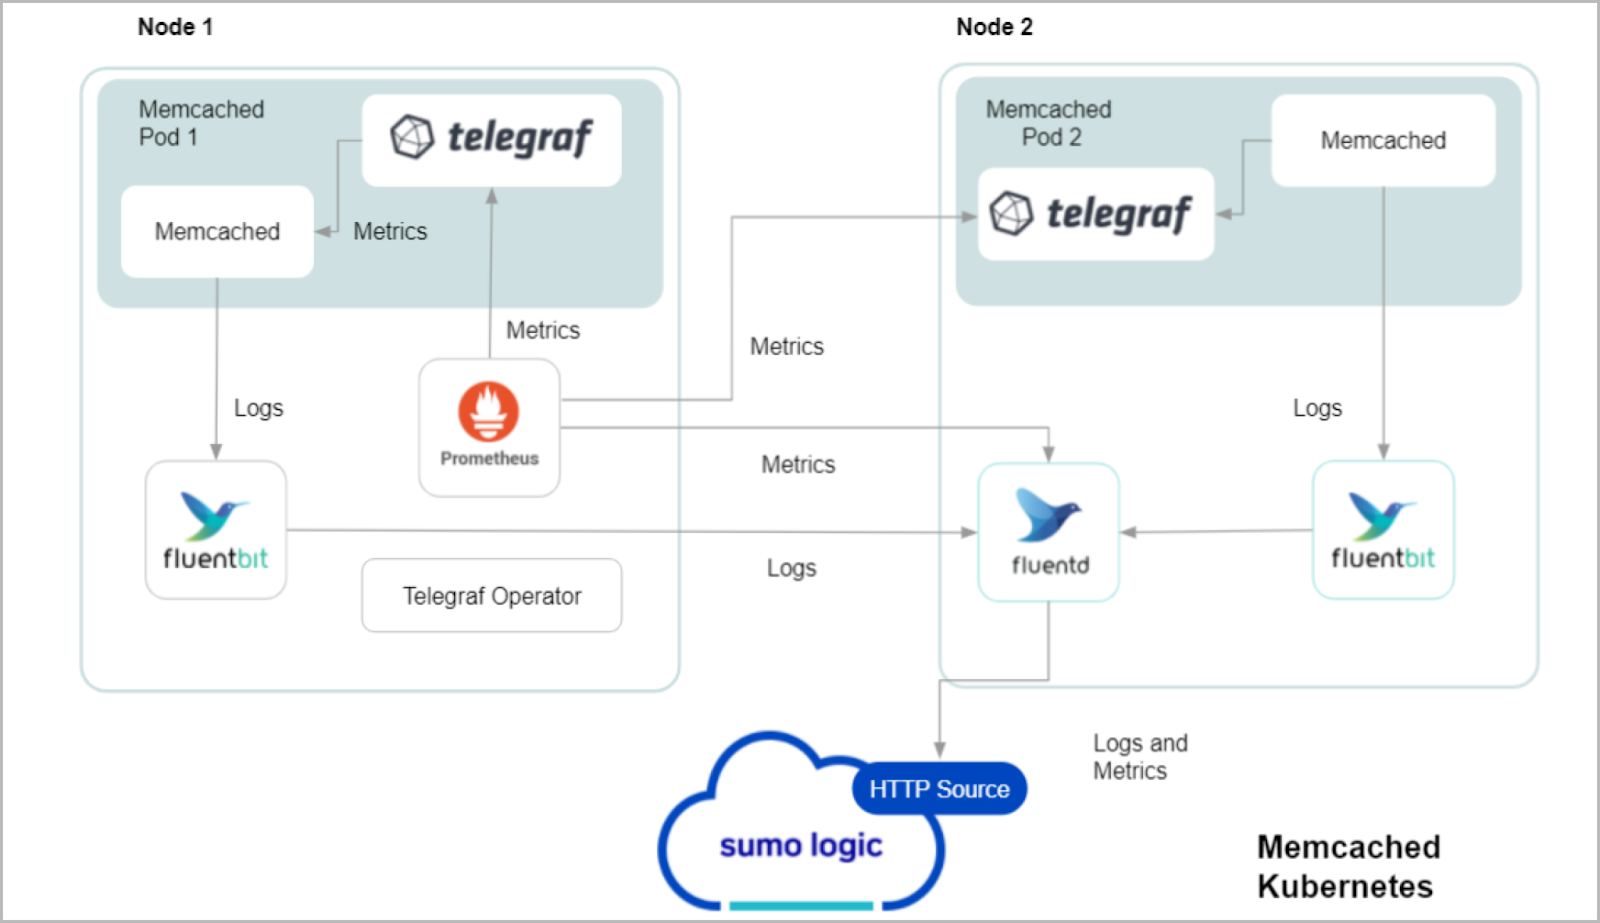 Node 1
Memcached
Pod 1
telegraf
Memcached
Metrics
Metrics
Logs
Prometheus
fluentbit
Telegraf Operator
Metrics
Metrics
Logs
Node 2
Memcached
Pod 2
Memcached
telegraf
Logs
fluentd
fluentbit
Logs and
Metrics
HTTP Source
sumo logic
Memcached
Kubernetes